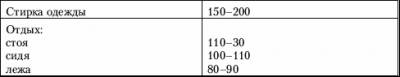 Стирка одежды 150–200
Отдых:
стоя 110–30
сидя 100–110
лежа 80–90